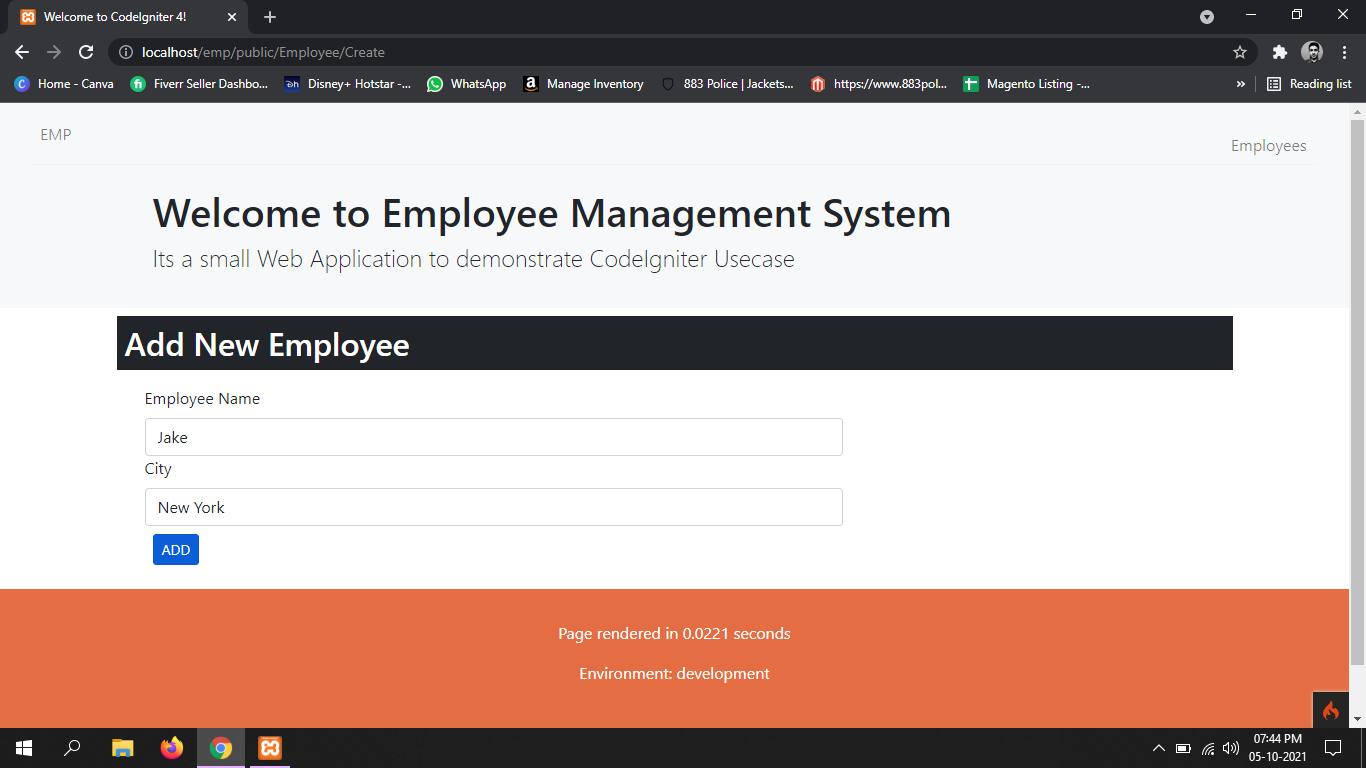 Welcome to CodeIgniter 4!
localhost/emp/public/Employee/Create
Home - Canva Fiverr Seller Dashbo... Disney+ Hotstar -... WhatsApp Manage Inventory 883 Police | Jackets... https://www.883pol... Magento Listing -... » Reading list
EMP
Employees
Welcome to Employee Management System
Its a small Web Application to demonstrate CodeIgniter Usecase
Add New Employee
Employee Name
Jake
City
New York
ADD
Page rendered in 0.0221 seconds
Environment: development
07:44 PM
05-10-2021